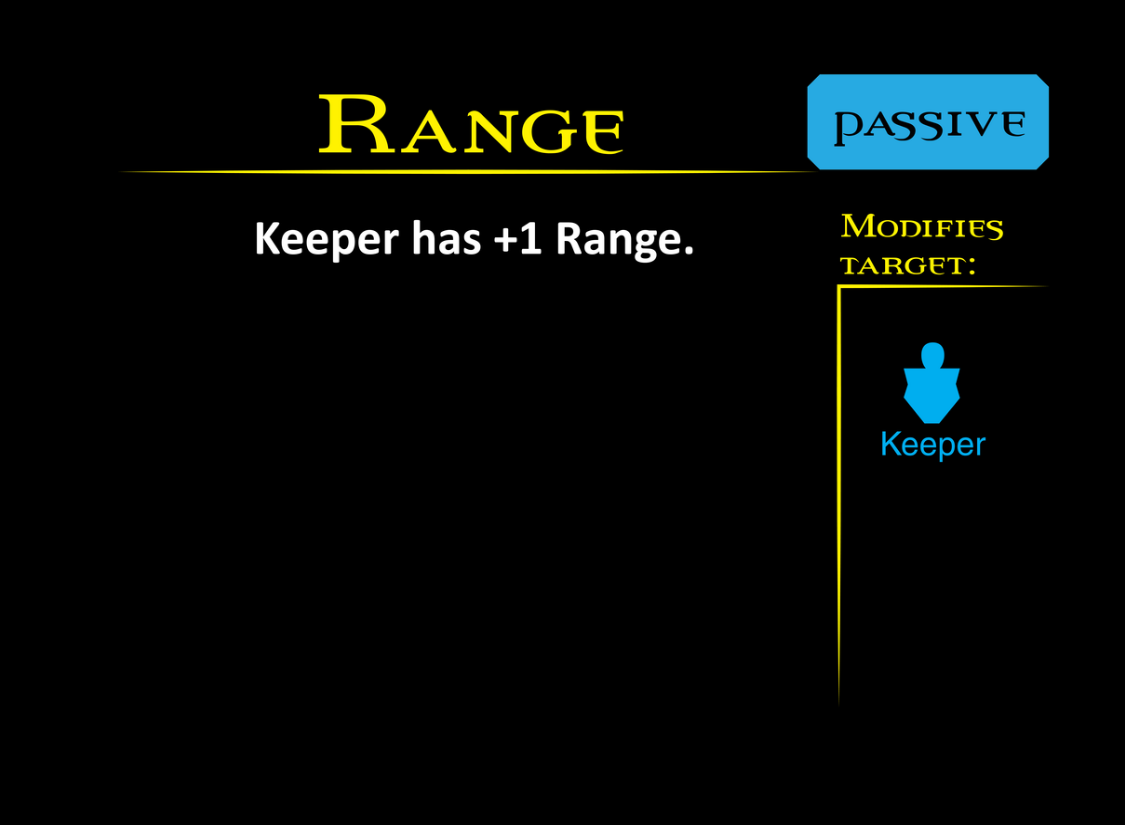 Range
passive
Keeper has +1 Range.
Modifies
target:
Keeper